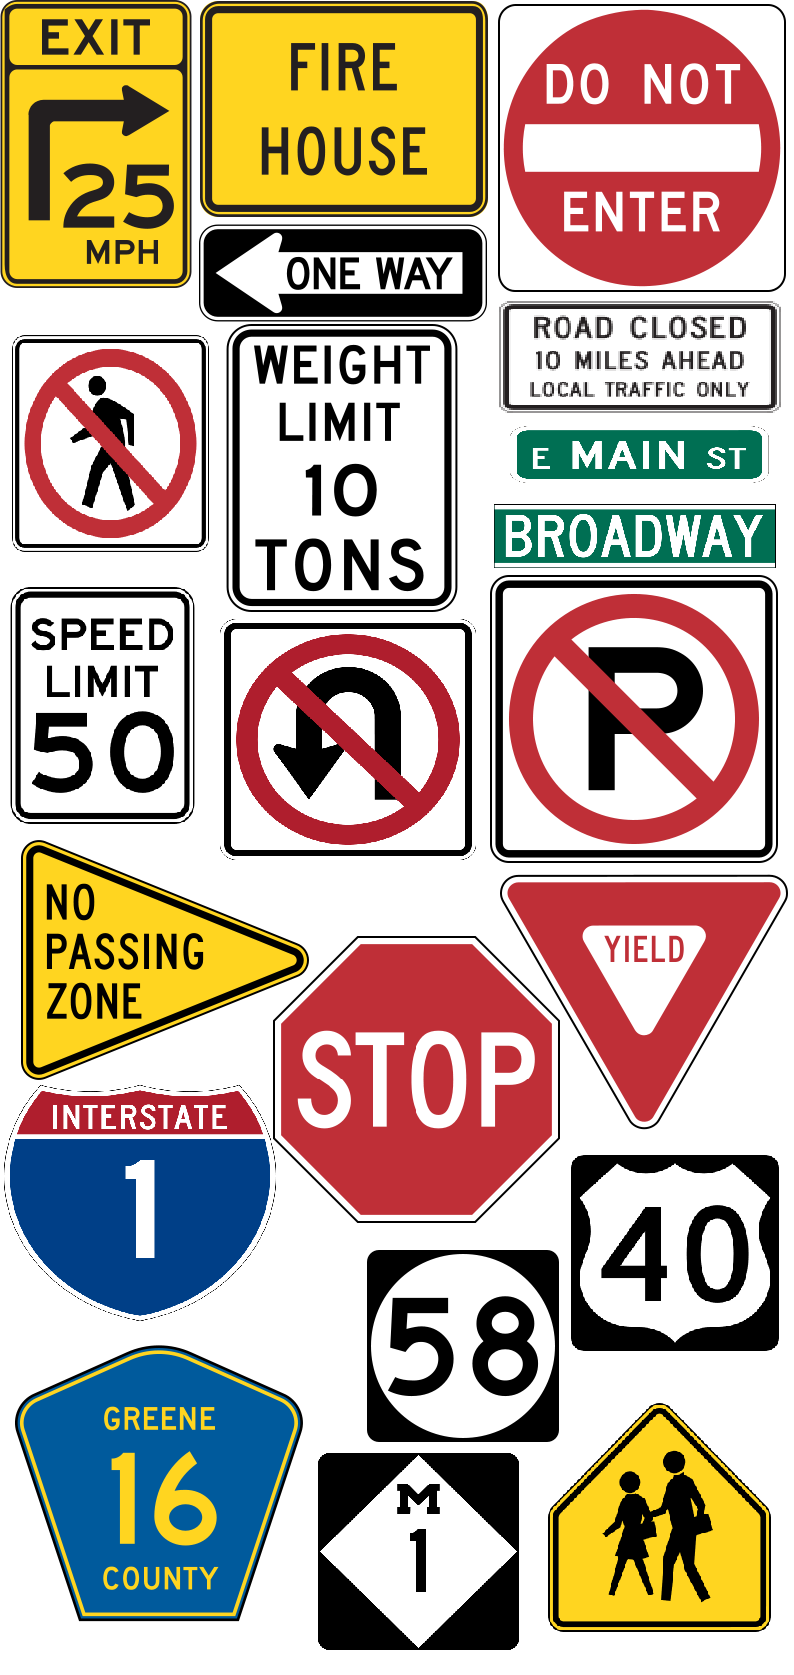 EXIT
25
MPH
FIRE
HOUSE
DO NOT
ENTER
ONE WAY
ROAD CLOSED
10 MILES AHEAD
LOCAL TRAFFIC ONLY
WEIGHT
LIMIT
10
TONS
E MAIN ST
BROADWAY
SPEED
LIMIT
50
P
NO
PASSING
ZONE
YIELD
STOP
INTERSTATE
1
40
58
GREENE
16
COUNTY
M
1